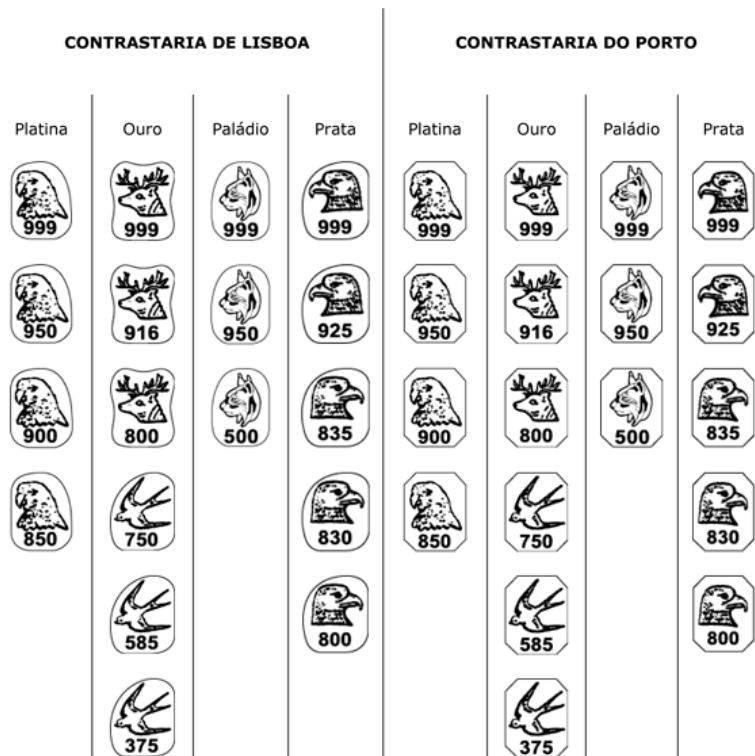 CONTRASTARIA DE LISBOA CONTRASTARIA DO PORTO
Platina Ouro Paládio Prata Platina Ouro Paládio Prata
999 999 999 999 999 999 999 999
950 916 950 925 950 916 950 925
900 800 500 835 900 800 500 835
850 750 830 850 750 830
585 800 585 800
375 375